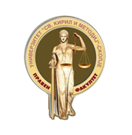 УНИВЕРЗИТЕТ "СВ. КИРИЛ И МЕТОДИЈ" - СКОПЈЕ
ПРАВЕН ФАКУЛТЕТ